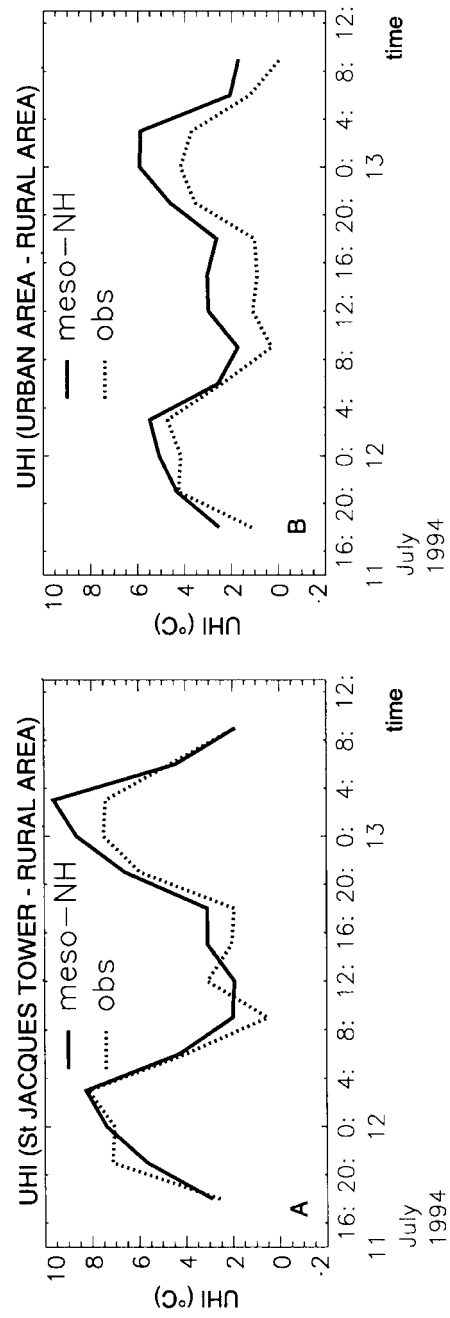 UHI (St JACQUES TOWER - RURAL AREA)
meso-NH
obs
UHI (°C)
10
8
6
4
2
0
-2
A
16: 20: 0: 4: 8: 12: 16: 20: 0: 4: 8: 12:
11 12 13 time
July
1994
UHI (URBAN AREA - RURAL AREA)
meso-NH
obs
UHI (°C)
10
8
6
4
2
0
-2
B
16: 20: 0: 4: 8: 12: 16: 20: 0: 4: 8: 12:
11 12 13 time
July
1994